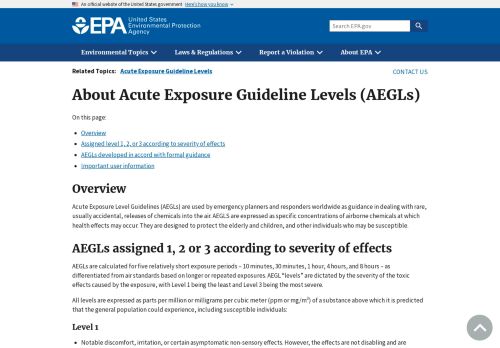 An official website of the United States government Here's how you know
EPA United States
Environmental Protection
Agency
Search EPA.gov
Environmental Topics Laws & Regulations Report a Violation About EPA
Related Topics: Acute Exposure Guideline Levels
CONTACT US
About Acute Exposure Guideline Levels (AEGLs)
On this page:
• Overview
• Assigned level 1, 2, or 3 according to severity of effects
• AEGLs developed in accord with formal guidance
• Important user information
Overview
Acute Exposure Level Guidelines (AEGLs) are used by emergency planners and responders worldwide as guidance in dealing with rare,
usually accidental, releases of chemicals into the air. AEGLS are expressed as specific concentrations of airborne chemicals at which
health effects may occur. They are designed to protect the elderly and children, and other individuals who may be susceptible.
AEGLs assigned 1, 2 or 3 according to severity of effects
AEGLs are calculated for five relatively short exposure periods – 10 minutes, 30 minutes, 1 hour, 4 hours, and 8 hours – as
differentiated from air standards based on longer or repeated exposures. AEGL “levels” are dictated by the severity of the toxic
effects caused by the exposure, with Level 1 being the least and Level 3 being the most severe.
All levels are expressed as parts per million or milligrams per cubic meter (ppm or mg/m³) of a substance above which it is predicted
that the general population could experience, including susceptible individuals:
Level 1
• Notable discomfort, irritation, or certain asymptomatic non-sensory effects. However, the effects are not disabling and are